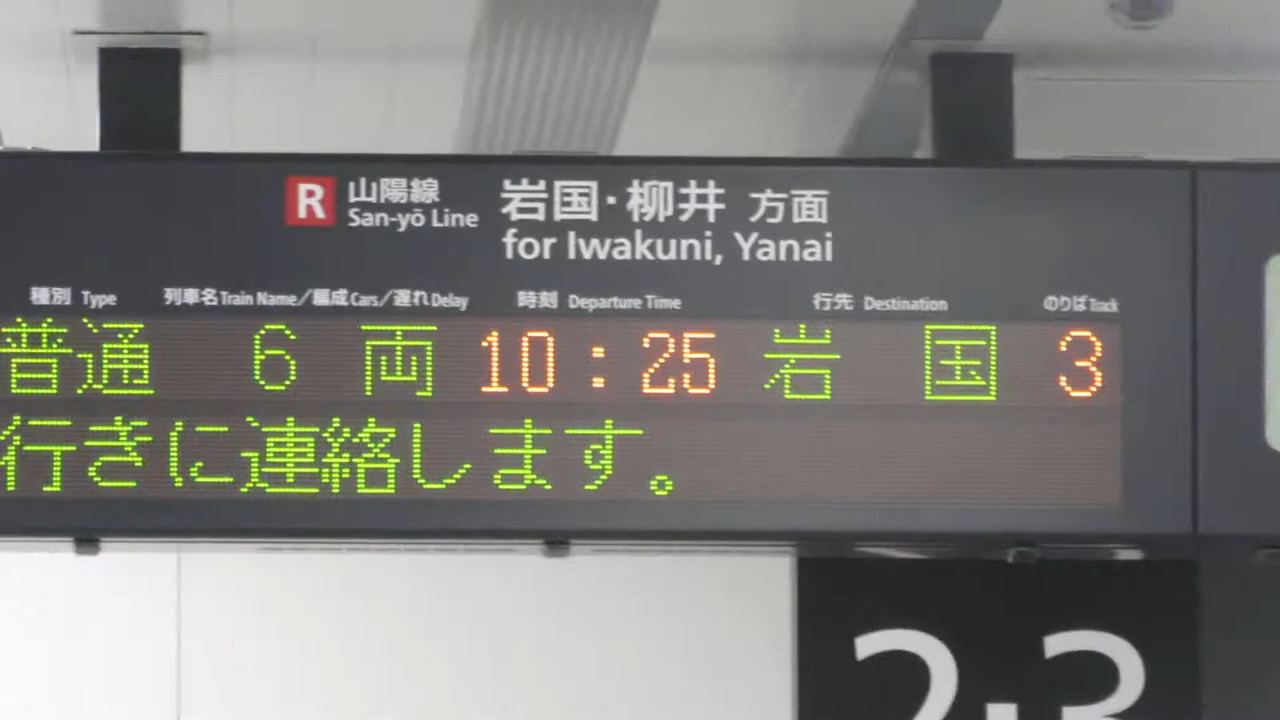 R 山陽線 岩国・柳井 方面
San-yō Line for Iwakuni, Yanai
種別 Type 列車名 Train Name/編成 Cars/遅れ Delay 時刻 Departure Time 行先 Destination のりば Track
普通 6両 10:25 岩国 3
行きに連絡します。
2・3